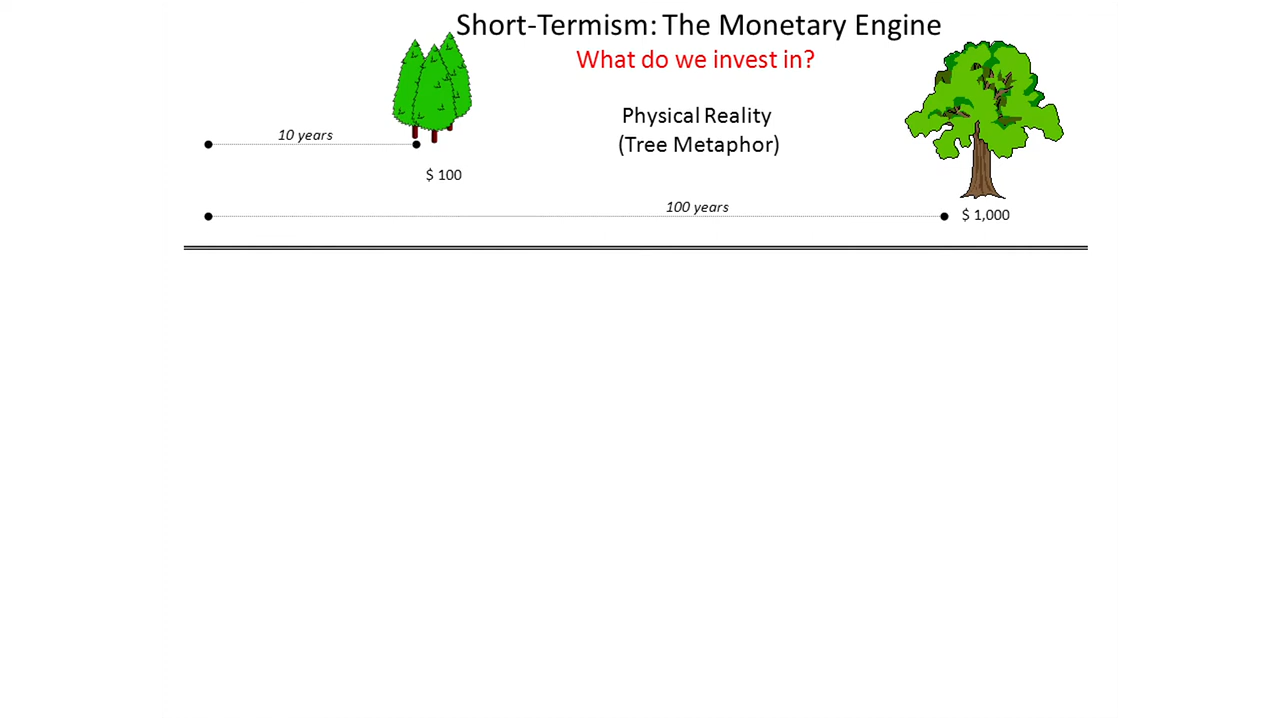 Short-Termism: The Monetary Engine
What do we invest in?
Physical Reality
(Tree Metaphor)
10 years
$ 100
100 years
$ 1,000